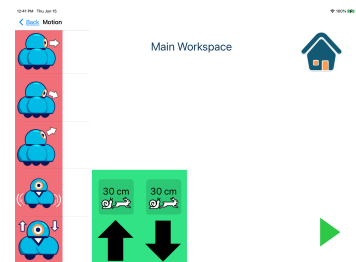 12:41 PM Thu Jun 15
100%
Back Motion
Main Workspace
30 cm 30 cm